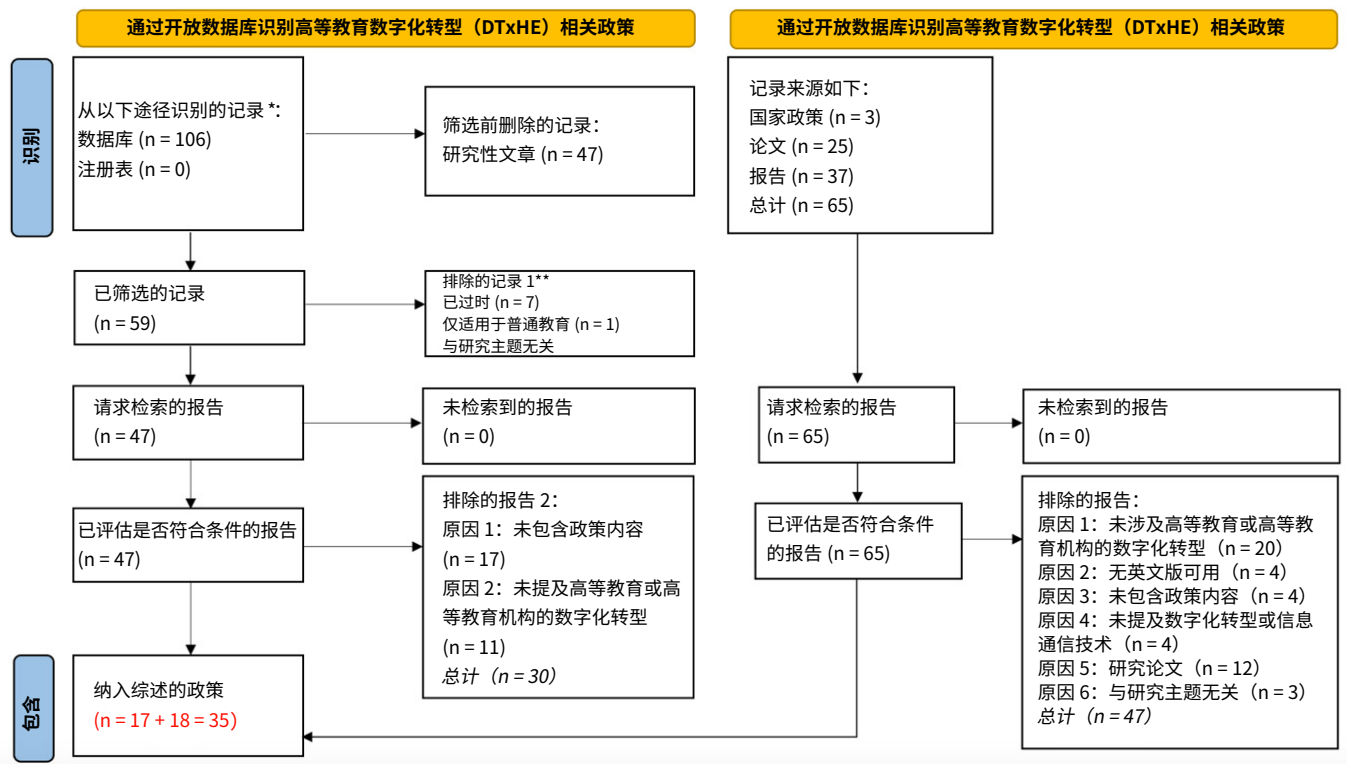 通过开放数据库识别高等教育数字化转型（DTxHE）相关政策
通过开放数据库识别高等教育数字化转型（DTxHE）相关政策
识别
从以下途径识别的记录 *：
数据库 (n = 106)
注册表 (n = 0)
筛选前删除的记录：
研究性文章 (n = 47)
记录来源如下：
国家政策 (n = 3)
论文 (n = 25)
报告 (n = 37)
总计 (n = 65)
已筛选的记录
(n = 59)
排除的记录 1**
已过时 (n = 7)
仅适用于普通教育 (n = 1)
与研究主题无关
请求检索的报告
(n = 47)
未检索到的报告
(n = 0)
请求检索的报告
(n = 65)
未检索到的报告
(n = 0)
已评估是否符合条件的报告
(n = 47)
排除的报告 2：
原因 1：未包含政策内容
(n = 17)
原因 2：未提及高等教育或高
等教育机构的数字化转型
(n = 11)
总计（n = 30）
已评估是否符合条件
的报告 (n = 65)
排除的报告：
原因 1：未涉及高等教育或高等教
育机构的数字化转型（n = 20）
原因 2：无英文版可用（n = 4）
原因 3：未包含政策内容（n = 4）
原因 4：未提及数字化转型或信息
通信技术（n = 4）
原因 5：研究论文（n = 12）
原因 6：与研究主题无关（n = 3）
总计（n = 47）
包含
纳入综述的政策
(n = 17 + 18 = 35）